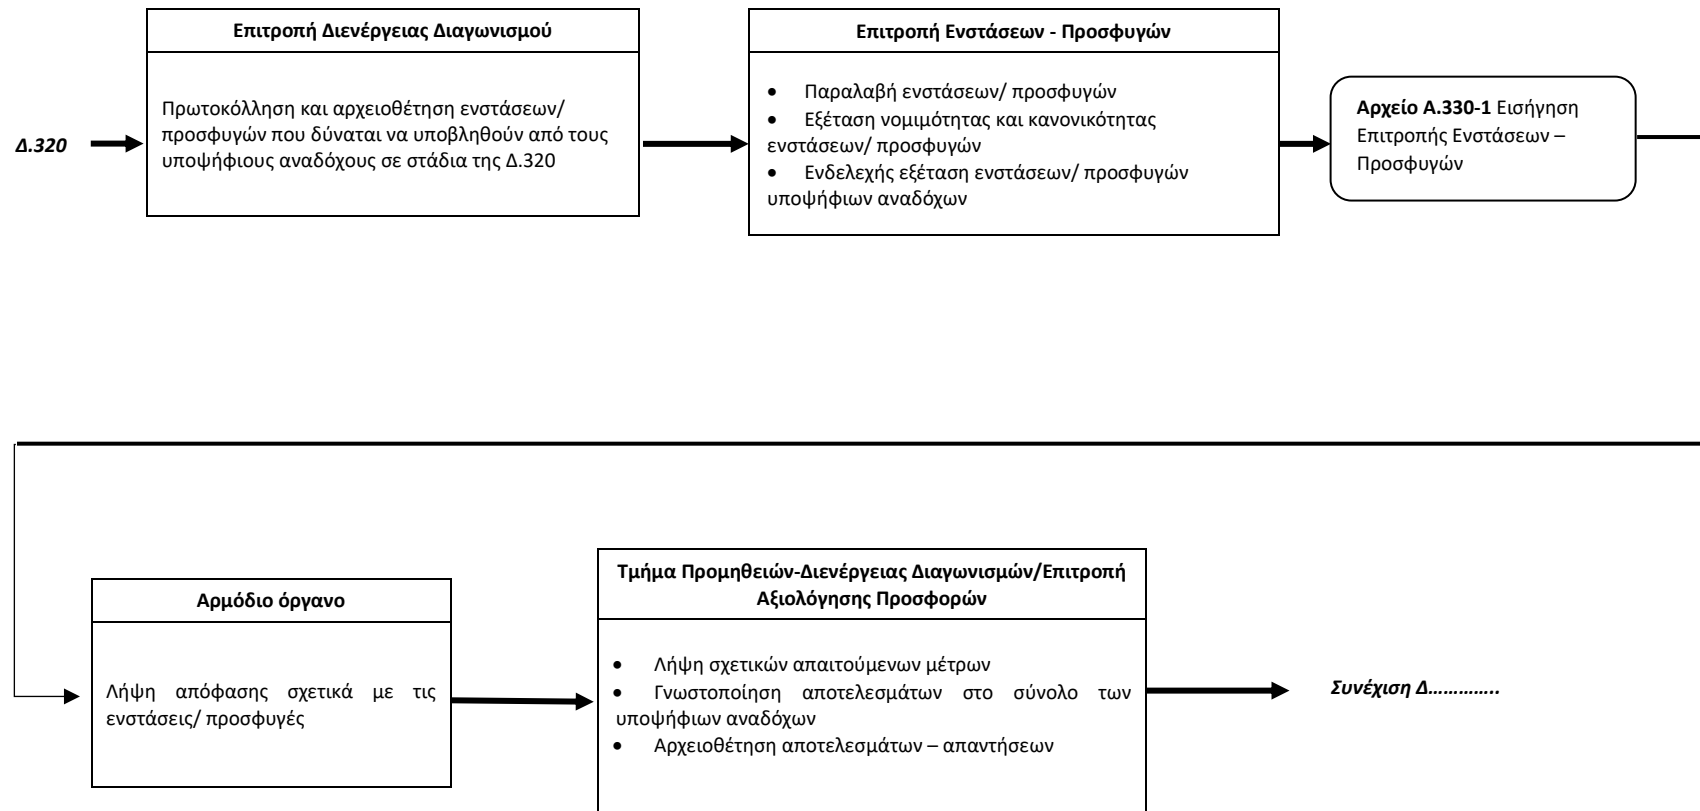 Επιτροπή Διενέργειας Διαγωνισμού
Δ.320
Πρωτοκόλληση και αρχειοθέτηση ενστάσεων/
προσφυγών που δύναται να υποβληθούν από τους
υποψήφιους αναδόχους σε στάδια της Δ.320
Επιτροπή Ενστάσεων - Προσφυγών
• Παραλαβή ενστάσεων/ προσφυγών
• Εξέταση νομιμότητας και κανονικότητας
ενστάσεων/ προσφυγών
• Ενδελεχής εξέταση ενστάσεων/ προσφυγών
υποψήφιων αναδόχων
Αρχείο Α.330-1 Εισήγηση
Επιτροπής Ενστάσεων –
Προσφυγών
Αρμόδιο όργανο
Λήψη απόφασης σχετικά με τις
ενστάσεις/ προσφυγές
Τμήμα Προμηθειών-Διενέργειας Διαγωνισμών/Επιτροπή
Αξιολόγησης Προσφορών
• Λήψη σχετικών απαιτούμενων μέτρων
• Γνωστοποίηση αποτελεσμάτων στο σύνολο των
υποψήφιων αναδόχων
• Αρχειοθέτηση αποτελεσμάτων – απαντήσεων
Συνέχιση Δ.............